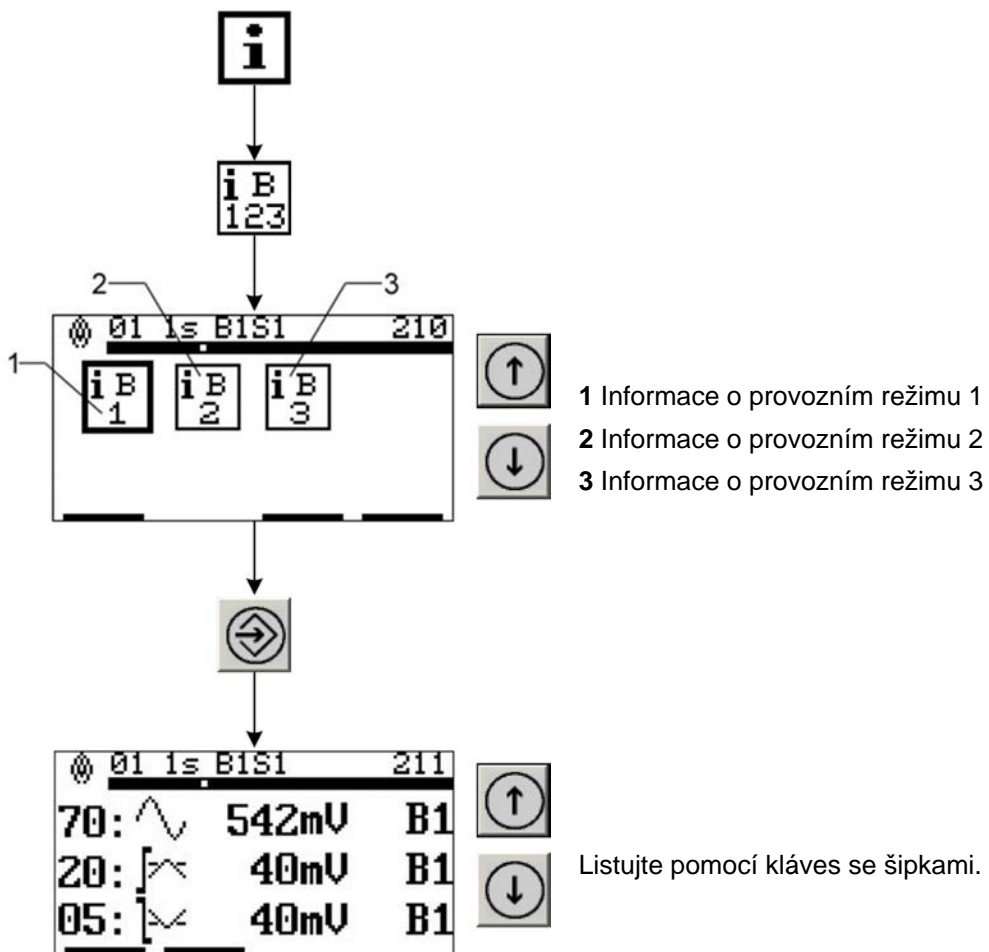 i
i B
123
2
3
01 1s B1S1 210
1
i B
1
i B
2
i B
3
1 Informace o provozním režimu 1
2 Informace o provozním režimu 2
3 Informace o provozním režimu 3
01 1s B1S1 211
70: 542mV B1
20: 40mV B1
05: 40mV B1
Listujte pomocí kláves se šipkami.